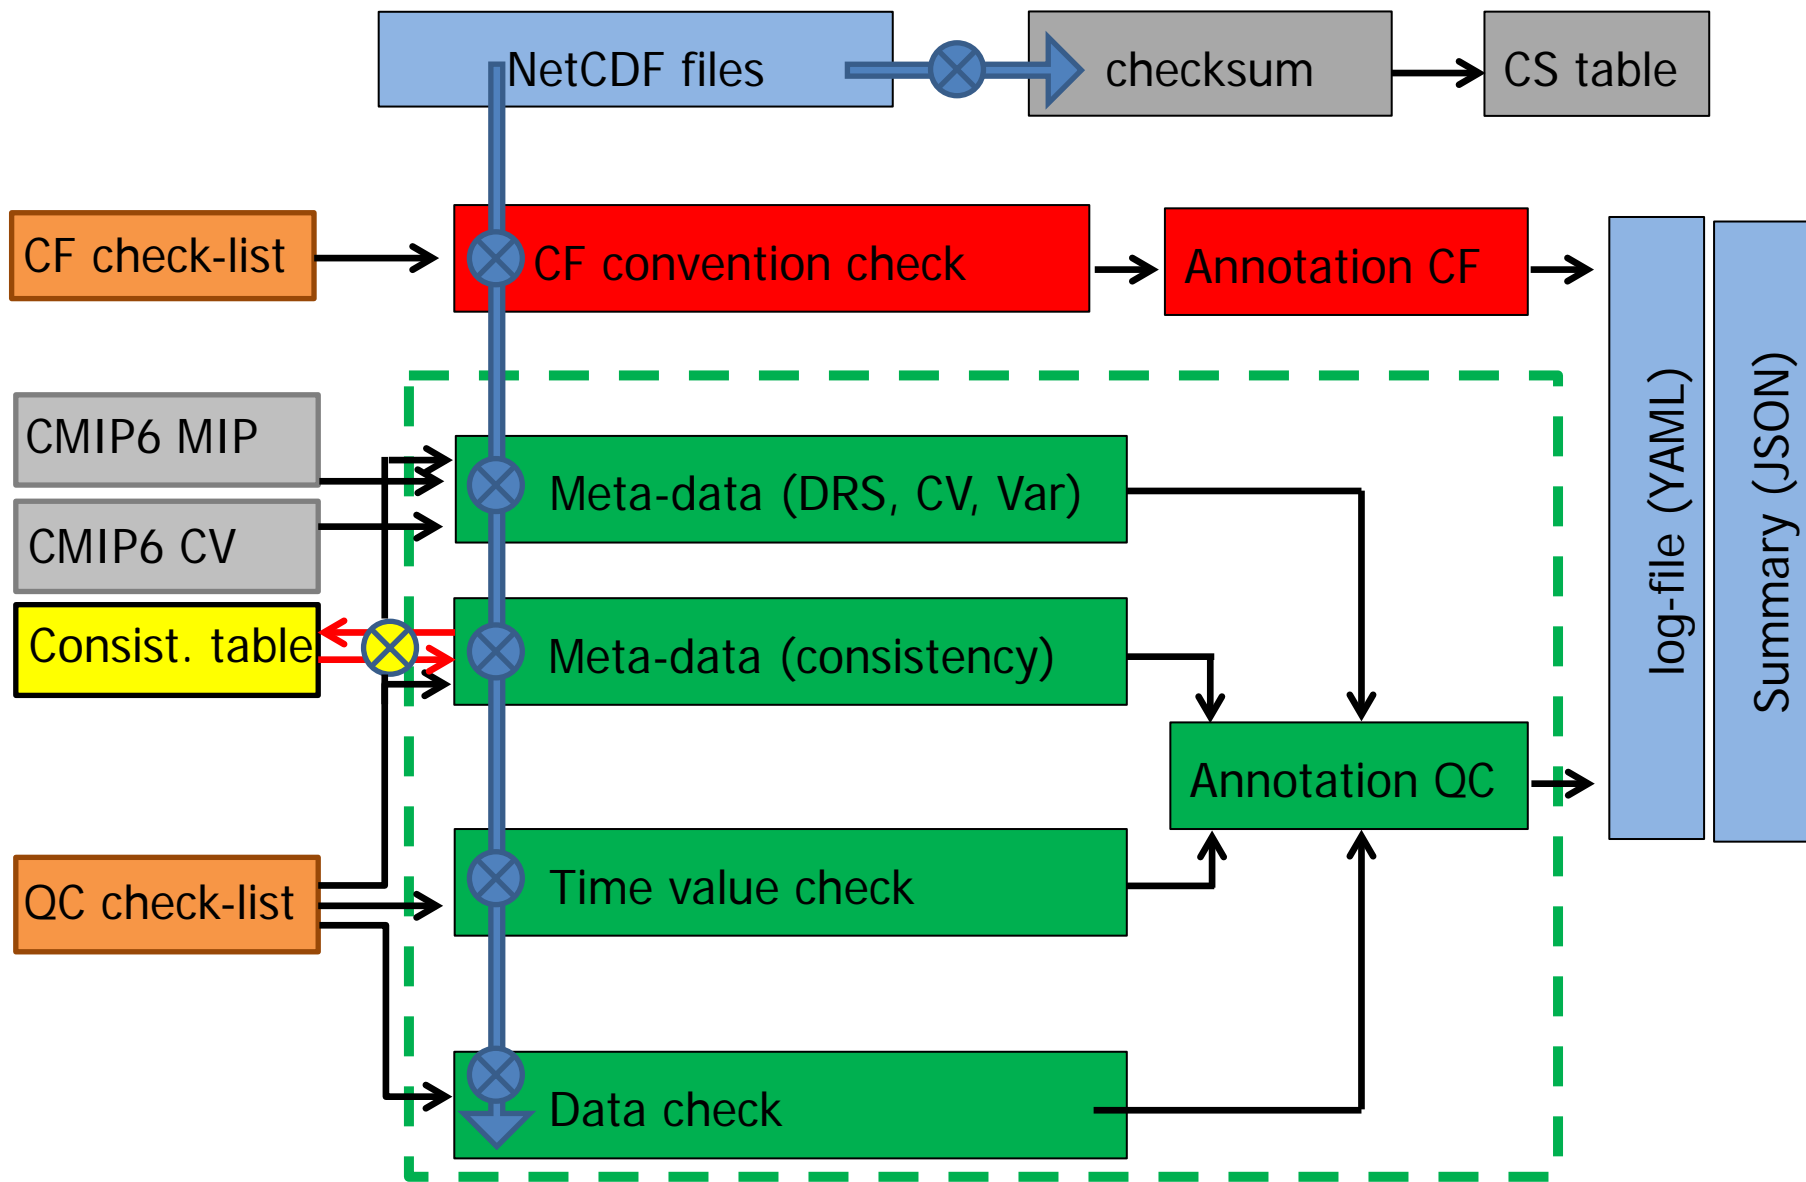 NetCDF files
checksum
CS table
CF check-list
CF convention check
Annotation CF
CMIP6 MIP
Meta-data (DRS, CV, Var)
CMIP6 CV
Consist. table
Meta-data (consistency)
Annotation QC
QC check-list
Time value check
Data check
log-file (YAML)
Summary (JSON)